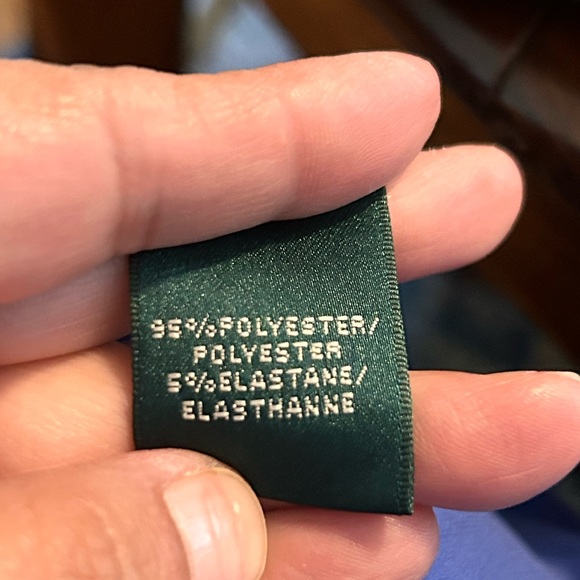 95%POLYESTER/
POLYESTER
5%ELASTANE/
ELASTHANNE